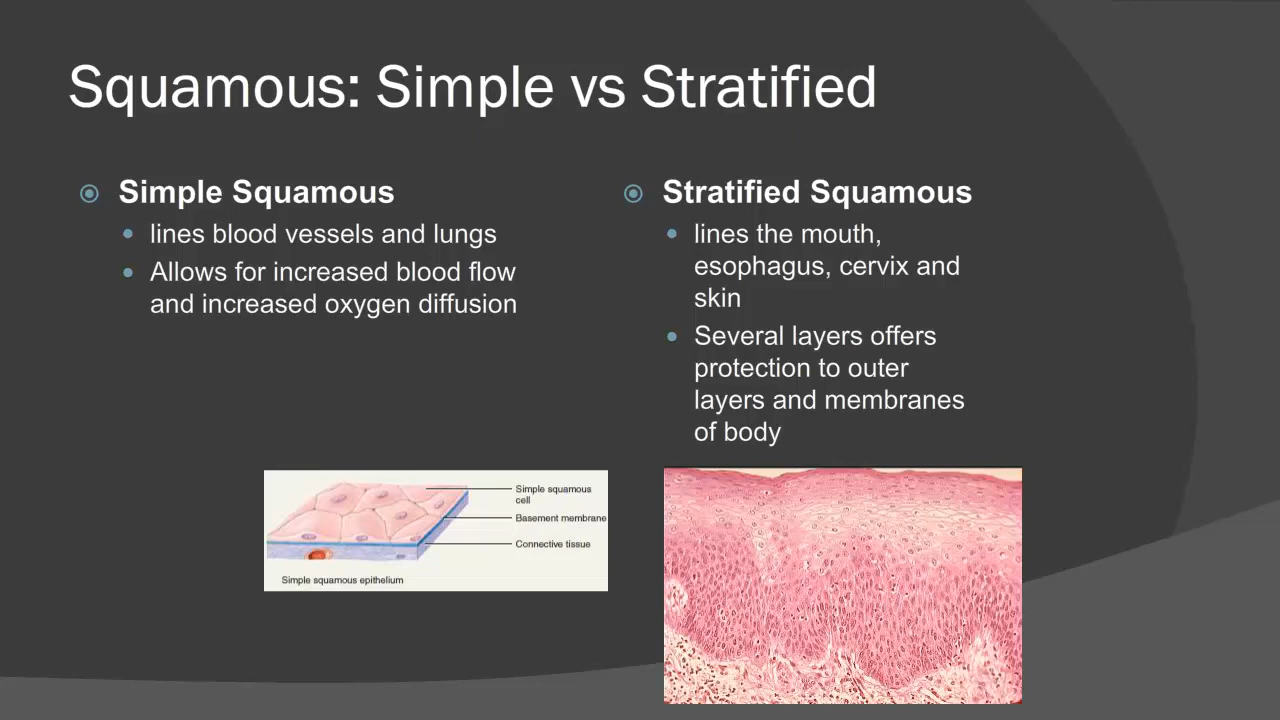 Squamous: Simple vs Stratified
Simple Squamous
lines blood vessels and lungs
Allows for increased blood flow
and increased oxygen diffusion
Stratified Squamous
lines the mouth,
esophagus, cervix and
skin
Several layers offers
protection to outer
layers and membranes
of body
Simple squamous
cell
Basement membrane
Connective tissue
Simple squamous epithelium